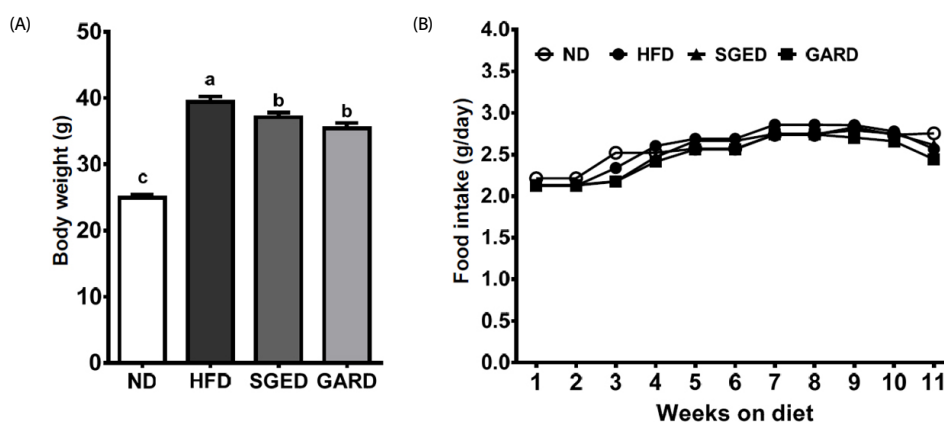 (A)
Body weight (g)
50
40
30
20
10
0
c
a
b
b
ND HFD SGED GARD
(B)
Food intake (g/day)
4.0
3.5
3.0
2.5
2.0
1.5
1.0
0.5
0.0
ND HFD SGED GARD
1 2 3 4 5 6 7 8 9 10 11
Weeks on diet